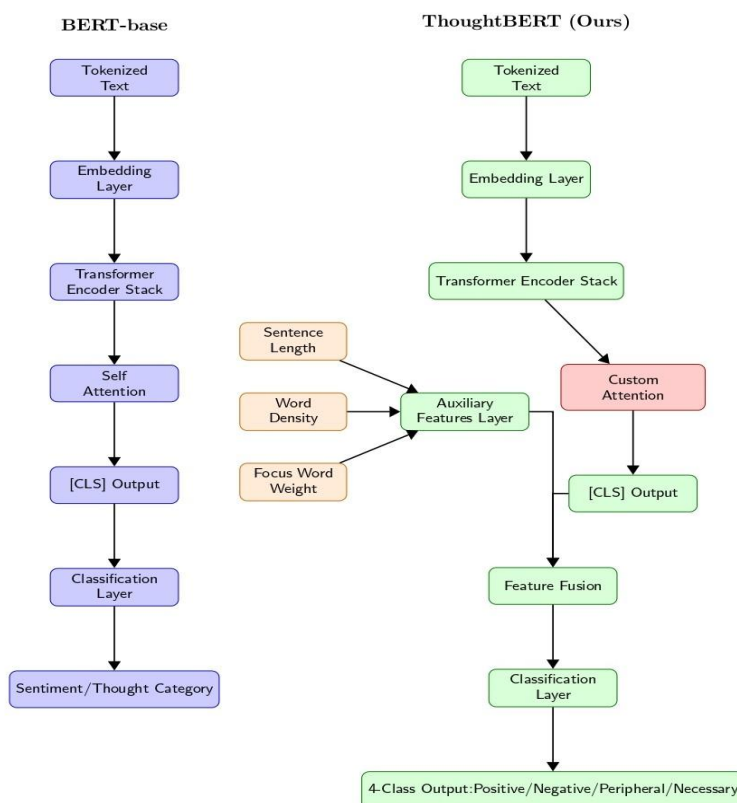 BERT-base
Tokenized
Text
Embedding
Layer
Transformer
Encoder Stack
Self
Attention
[CLS] Output
Classification
Layer
Sentiment/Thought Category
ThoughtBERT (Ours)
Tokenized
Text
Embedding Layer
Transformer Encoder Stack
Sentence
Length
Word
Density
Focus Word
Weight
Auxiliary
Features Layer
Custom
Attention
[CLS] Output
Feature Fusion
Classification
Layer
4-Class Output:Positive/Negative/Peripheral/Necessary